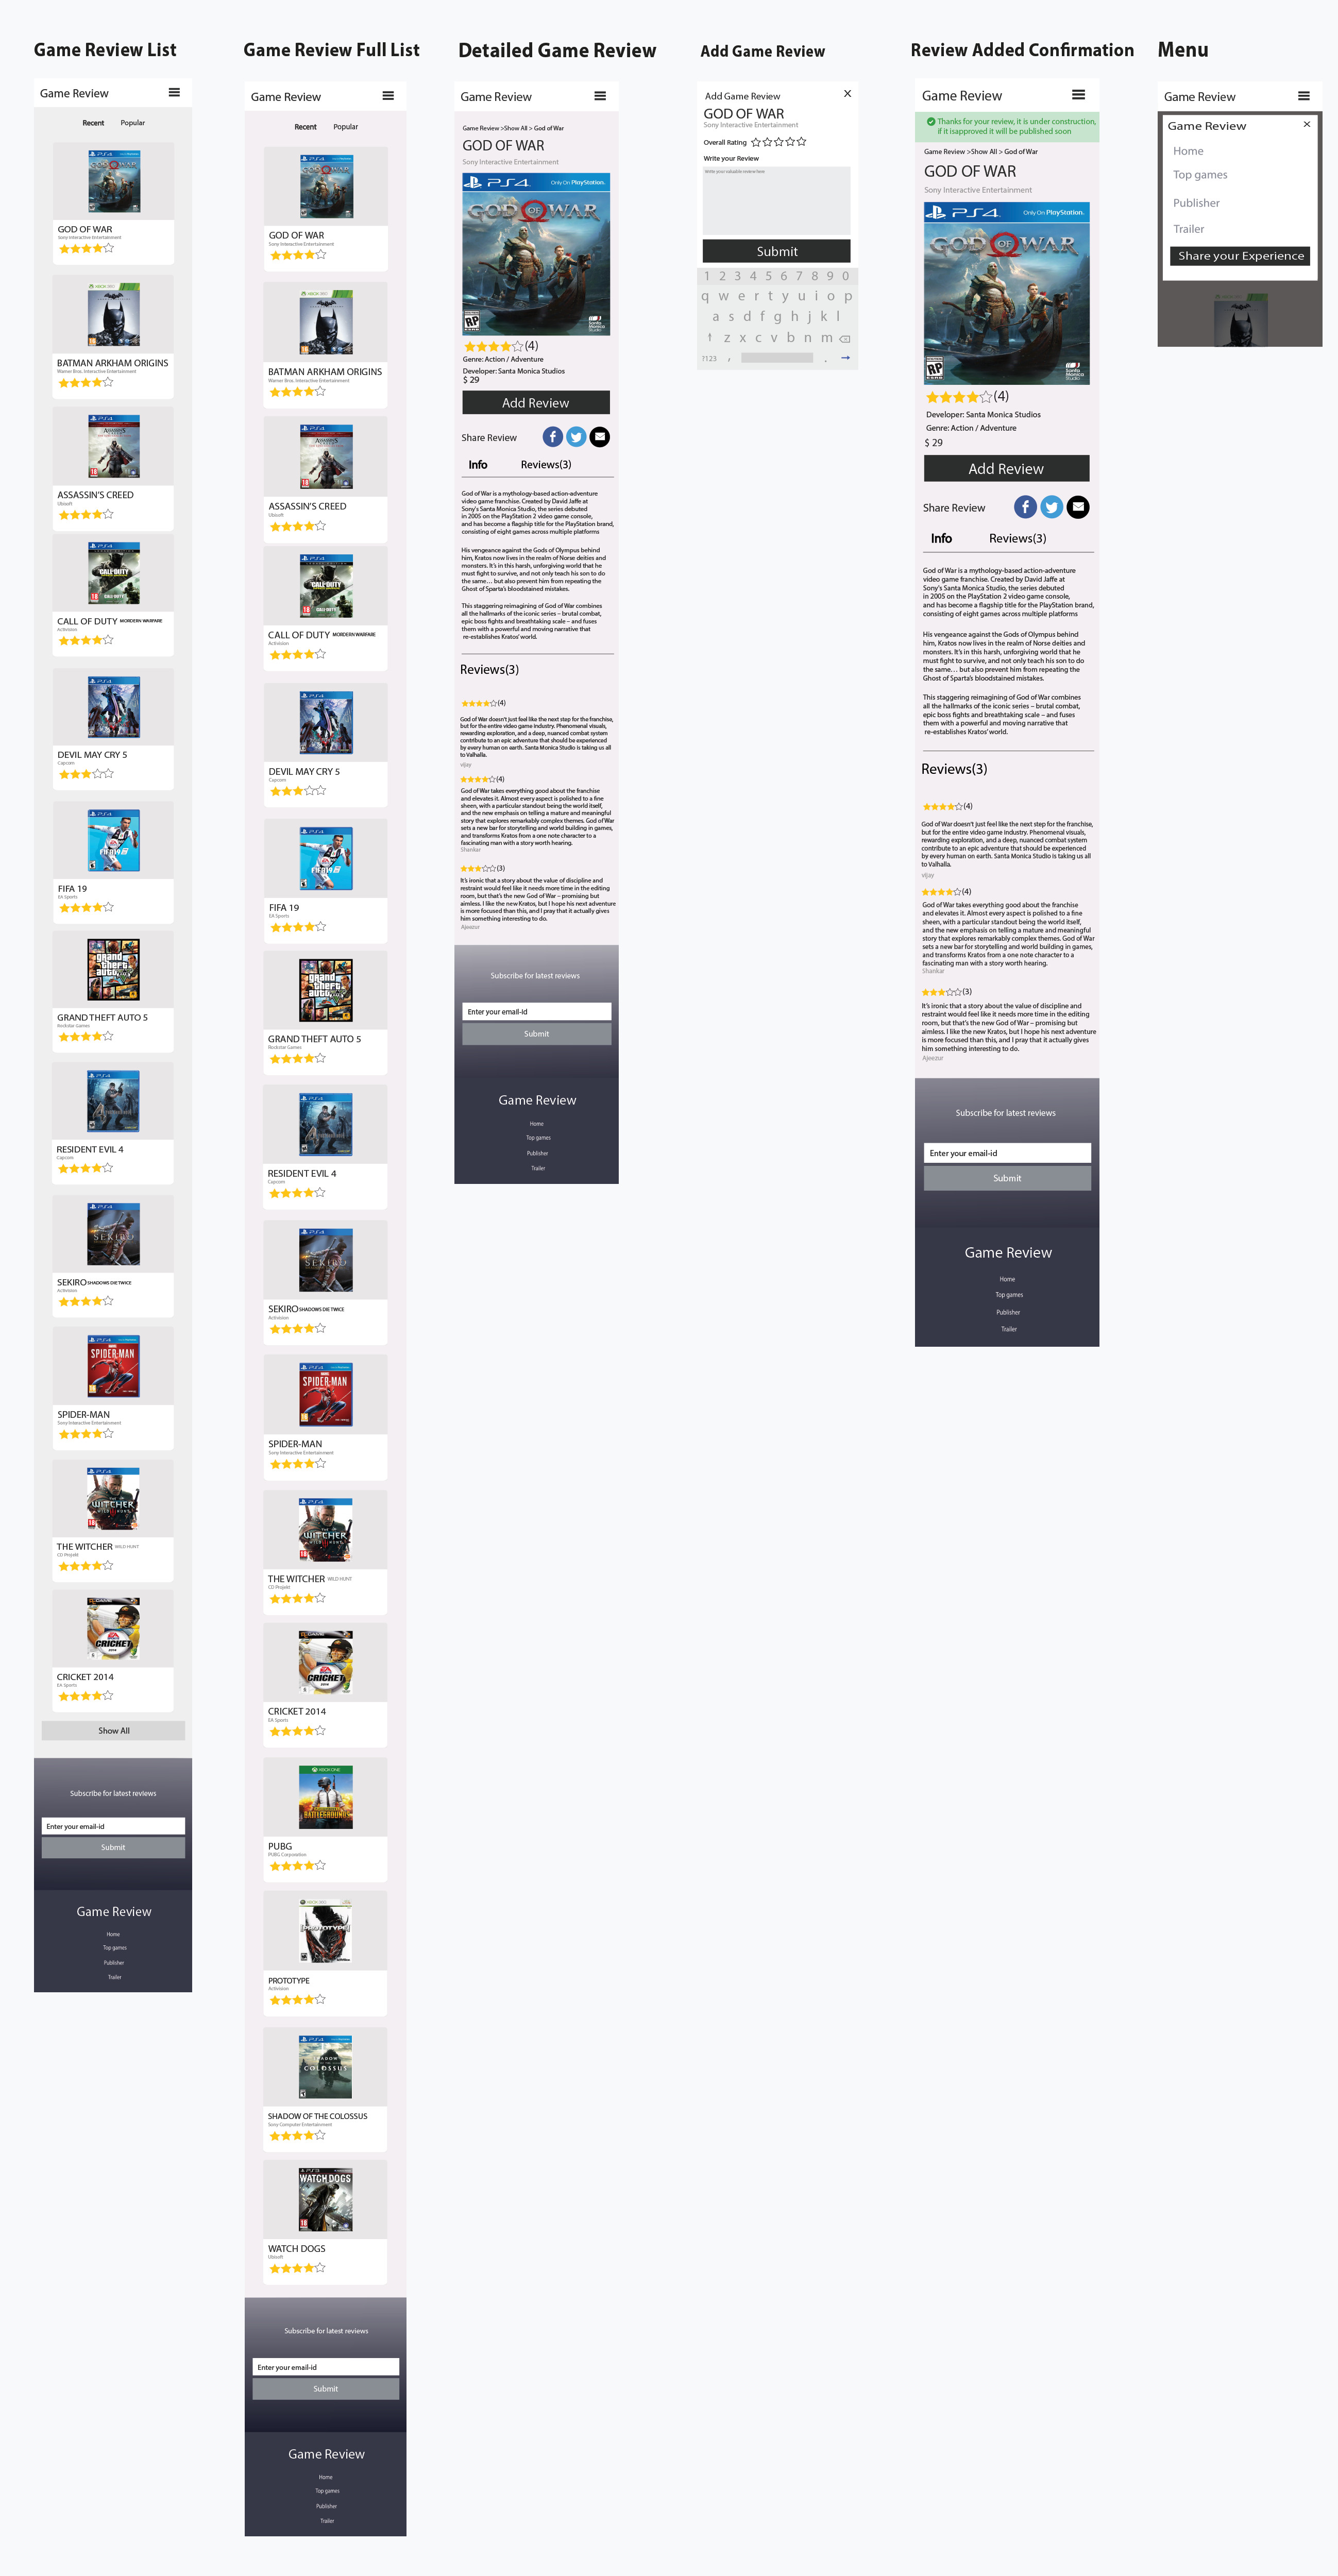 Game Review List
Game Review
Recent
Popular
GOD OF WAR
Sony Interactive Entertainment
BATMAN ARKHAM ORIGINS
Warner Bros. Interactive Entertainment
ASSASSIN'S CREED
Ubisoft
CALL OF DUTY MORDERN WARFARE
Activision
DEVIL MAY CRY 5
Capcom
FIFA 19
EA Sports
GRAND THEFT AUTO 5
Rockstar Games
RESIDENT EVIL 4
Capcom
SEKIRO SHADOWS DIE TWICE
Activision
SPIDER-MAN
Sony Interactive Entertainment
THE WITCHER WILD HUNT
CD Projekt
CRICKET 2014
EA Sports
Show All
Subscribe for latest reviews
Enter your email-id
Submit
Game Review
Home
Top games
Publisher
Trailer
Game Review Full List
Game Review
Recent
Popular
GOD OF WAR
Sony Interactive Entertainment
BATMAN ARKHAM ORIGINS
Warner Bros. Interactive Entertainment
ASSASSIN'S CREED
Ubisoft
CALL OF DUTY MORDERN WARFARE
Activision
DEVIL MAY CRY 5
Capcom
FIFA 19
EA Sports
GRAND THEFT AUTO 5
Rockstar Games
RESIDENT EVIL 4
Capcom
SEKIRO SHADOWS DIE TWICE
Activision
SPIDER-MAN
Sony Interactive Entertainment
THE WITCHER WILD HUNT
CD Projekt
CRICKET 2014
EA Sports
PUBG
PUBG Corporation
PROTOTYPE
Activision
SHADOW OF THE COLOSSUS
Sony Computer Entertainment
WATCH DOGS
Ubisoft
Subscribe for latest reviews
Enter your email-id
Submit
Game Review
Home
Top games
Publisher
Trailer
Detailed Game Review
Game Review
Game Review >Show All > God of War
GOD OF WAR
Sony Interactive Entertainment
PS4
Only On PlayStation.
GOD OF WAR
RP
Santa Monica Studio
(4)
Genre: Action / Adventure
Developer: Santa Monica Studios
$ 29
Add Review
Share Review
Info
Reviews(3)
God of War is a mythology-based action-adventure
video game franchise. Created by David Jaffe at
Sony's Santa Monica Studio, the series debuted
in 2005 on the PlayStation 2 video game console,
and has become a flagship title for the PlayStation brand,
consisting of eight games across multiple platforms
His vengeance against the Gods of Olympus behind
him, Kratos now lives in the realm of Norse deities and
monsters. It's in this harsh, unforgiving world that he
must fight to survive, and not only teach his son to do
the same… but also prevent him from repeating the
Ghost of Sparta's bloodstained mistakes.
This staggering reimagining of God of War combines
all the hallmarks of the iconic series – brutal combat,
epic boss fights and breathtaking scale – and fuses
them with a powerful and moving narrative that
re-establishes Kratos' world.
Reviews(3)
(4)
God of War doesn't just feel like the next step for the franchise,
but for the entire video game industry. Phenomenal visuals,
rewarding exploration, and a deep, nuanced combat system
contribute to an epic adventure that should be experienced
by every human on earth. Santa Monica Studio is taking us all
to Valhalla.
vijay
(4)
God of War takes everything good about the franchise
and elevates it. Almost every aspect is polished to a fine
sheen, with a particular standout being the world itself,
and the new emphasis on telling a mature and meaningful
story that explores remarkably complex themes. God of War
sets a new bar for storytelling and world building in games,
and transforms Kratos from a one note character to a
fascinating man with a story worth hearing.
Shankar
(3)
It's ironic that a story about the value of discipline and
restraint would feel like it needs more time in the editing
room, but that's the new God of War – promising but
aimless. I like the new Kratos, but I hope his next adventure
is more focused than this, and I pray that it actually gives
him something interesting to do.
Ajeezur
Subscribe for latest reviews
Enter your email-id
Submit
Game Review
Home
Top games
Publisher
Trailer
Add Game Review
Add Game Review
X
GOD OF WAR
Sony Interactive Entertainment
Overall Rating
Write your Review
Write your valuable review here
Submit
1 2 3 4 5 6 7 8 9 0
q w e r t y u i o p
a s d f g h j k l
z x c v b n m
?123 , .
Review Added Confirmation
Game Review
Thanks for your review, it is under construction,
if it isapproved it will be published soon
Game Review >Show All > God of War
GOD OF WAR
Sony Interactive Entertainment
PS4
Only On PlayStation.
GOD OF WAR
RP
Santa Monica Studio
(4)
Developer: Santa Monica Studios
Genre: Action / Adventure
$ 29
Add Review
Share Review
Info
Reviews(3)
God of War is a mythology-based action-adventure
video game franchise. Created by David Jaffe at
Sony's Santa Monica Studio, the series debuted
in 2005 on the PlayStation 2 video game console,
and has become a flagship title for the PlayStation brand,
consisting of eight games across multiple platforms
His vengeance against the Gods of Olympus behind
him, Kratos now lives in the realm of Norse deities and
monsters. It's in this harsh, unforgiving world that he
must fight to survive, and not only teach his son to do
the same… but also prevent him from repeating the
Ghost of Sparta's bloodstained mistakes.
This staggering reimagining of God of War combines
all the hallmarks of the iconic series – brutal combat,
epic boss fights and breathtaking scale – and fuses
them with a powerful and moving narrative that
re-establishes Kratos' world.
Reviews(3)
(4)
God of War doesn't just feel like the next step for the franchise,
but for the entire video game industry. Phenomenal visuals,
rewarding exploration, and a deep, nuanced combat system
contribute to an epic adventure that should be experienced
by every human on earth. Santa Monica Studio is taking us all
to Valhalla.
vijay
(4)
God of War takes everything good about the franchise
and elevates it. Almost every aspect is polished to a fine
sheen, with a particular standout being the world itself,
and the new emphasis on telling a mature and meaningful
story that explores remarkably complex themes. God of War
sets a new bar for storytelling and world building in games,
and transforms Kratos from a one note character to a
fascinating man with a story worth hearing.
Shankar
(3)
It's ironic that a story about the value of discipline and
restraint would feel like it needs more time in the editing
room, but that's the new God of War – promising but
aimless. I like the new Kratos, but I hope his next adventure
is more focused than this, and I pray that it actually gives
him something interesting to do.
Ajeezur
Subscribe for latest reviews
Enter your email-id
Submit
Game Review
Home
Top games
Publisher
Trailer
Menu
Game Review
Game Review
X
Home
Top games
Publisher
Trailer
Share your Experience